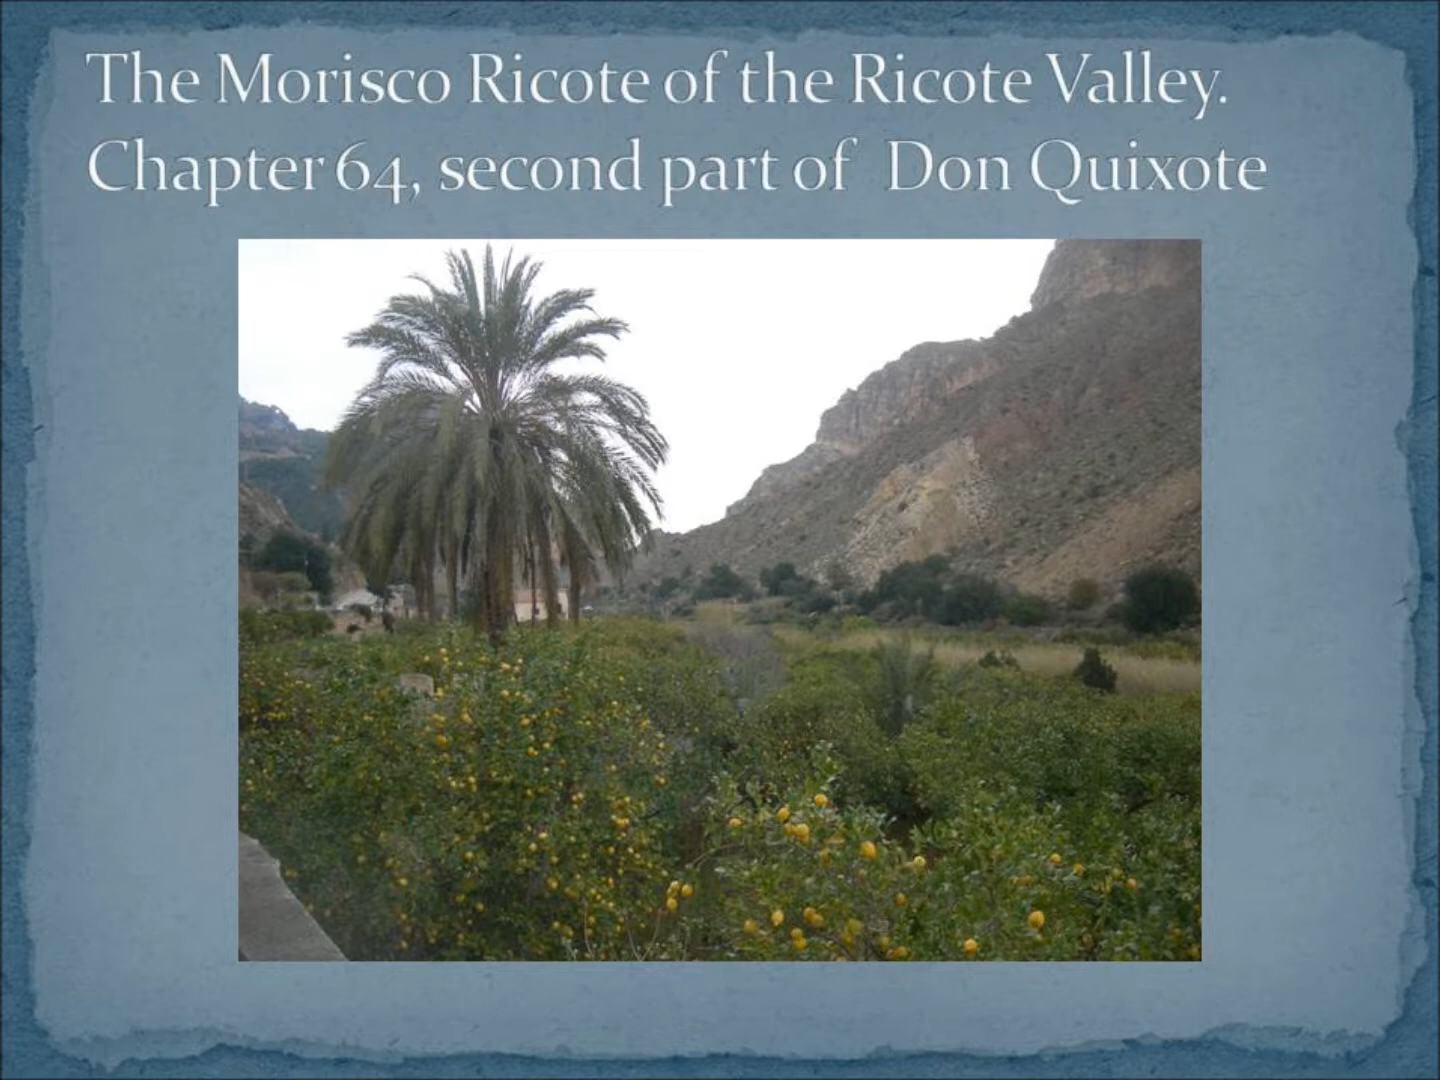 The Morisco Ricote of the Ricote Valley.
Chapter 64, second part of Don Quixote